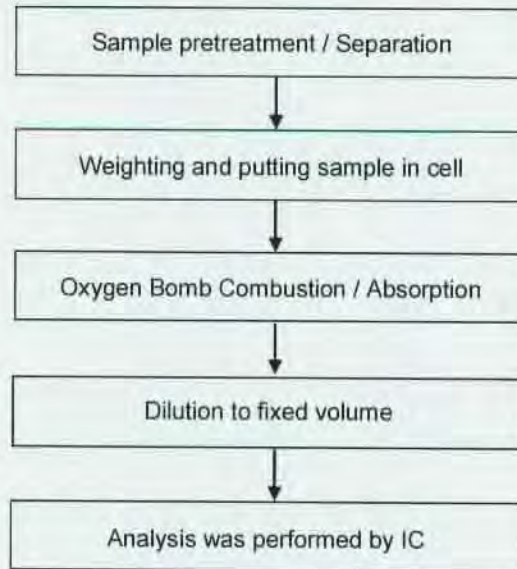 Sample pretreatment / Separation
Weighting and putting sample in cell
Oxygen Bomb Combustion / Absorption
Dilution to fixed volume
Analysis was performed by IC